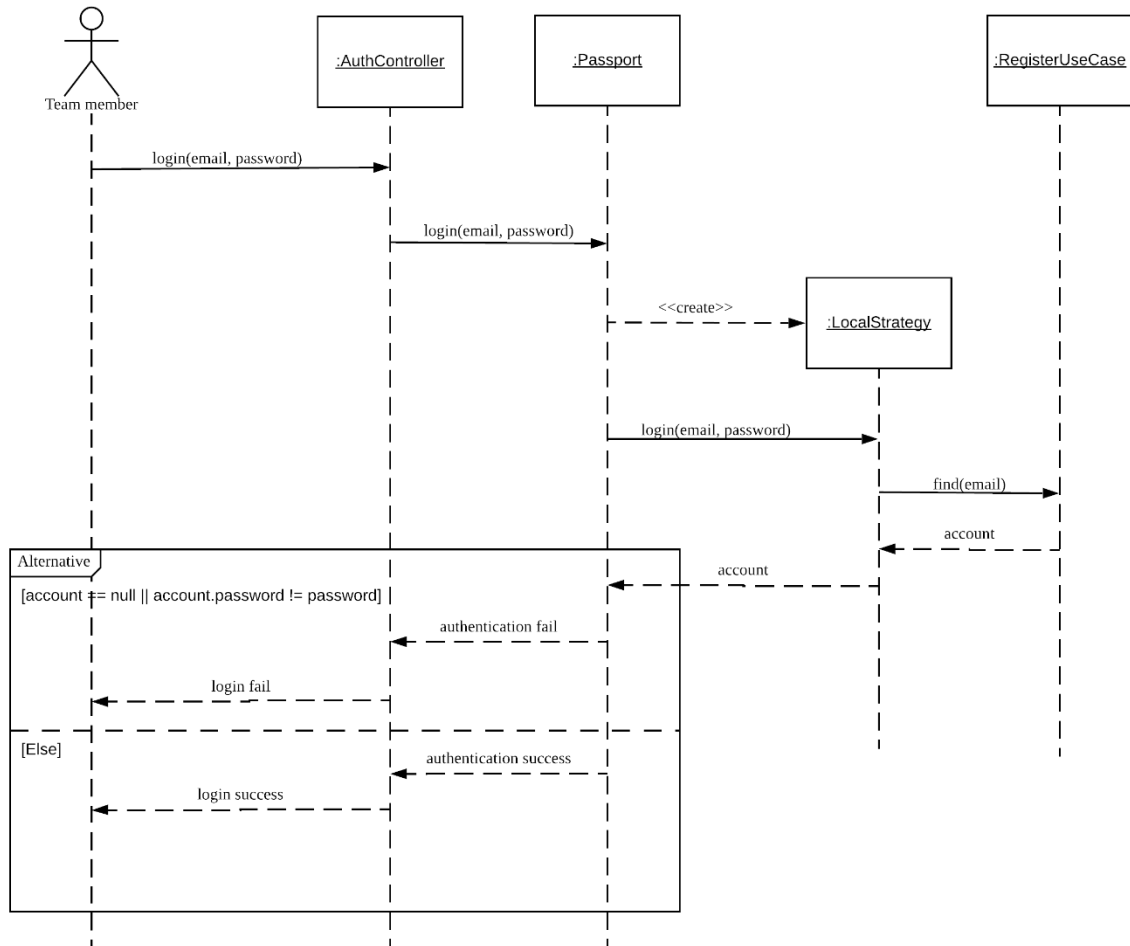 :AuthController
:Passport
:RegisterUseCase
Team member
login(email, password)
login(email, password)
<<create>>
:LocalStrategy
login(email, password)
find(email)
account
Alternative
account
[account == null || account.password != password]
authentication fail
login fail
[Else]
authentication success
login success